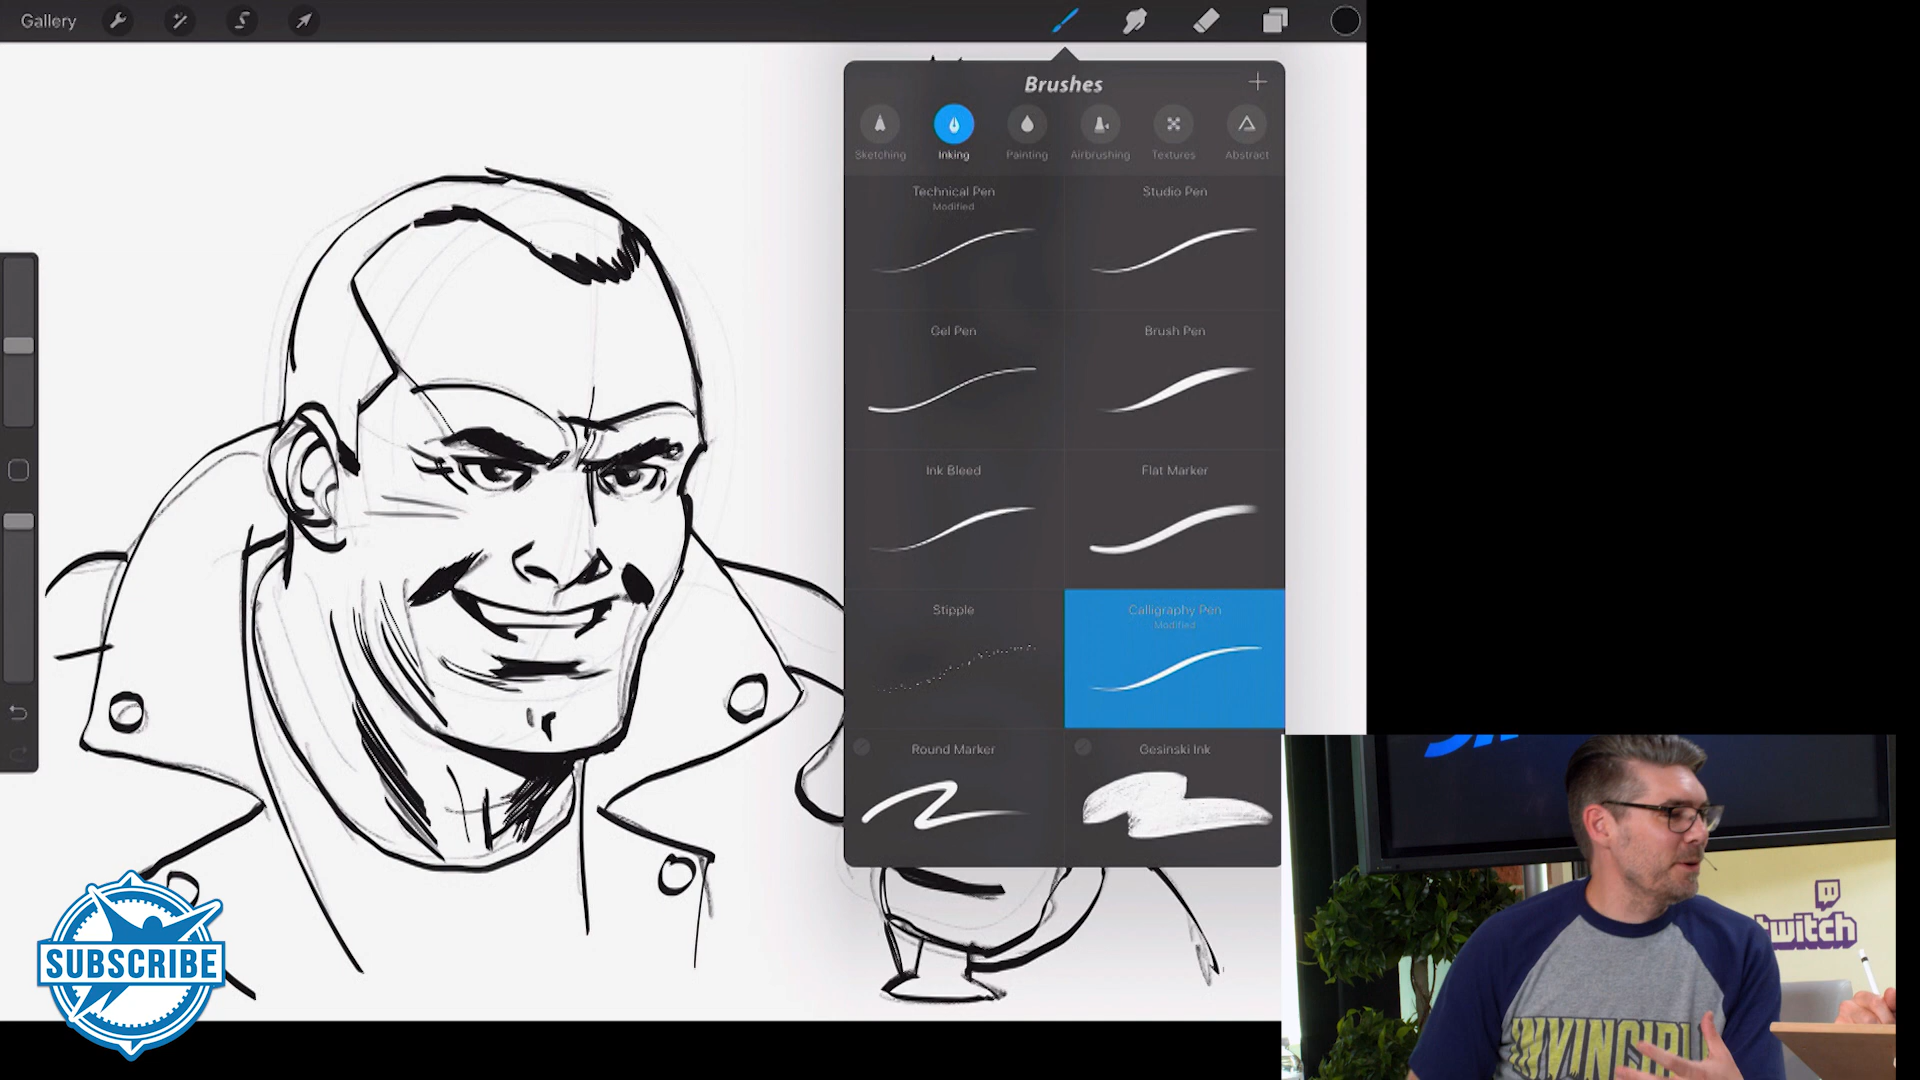 Gallery
Brushes
Sketching
Inking
Painting
Airbrushing
Textures
Abstract
Technical Pen
Modified
Studio Pen
Gel Pen
Brush Pen
Ink Bleed
Flat Marker
Stipple
Calligraphy Pen
Modified
Round Marker
Gesinski Ink
SUBSCRIBE
twitch